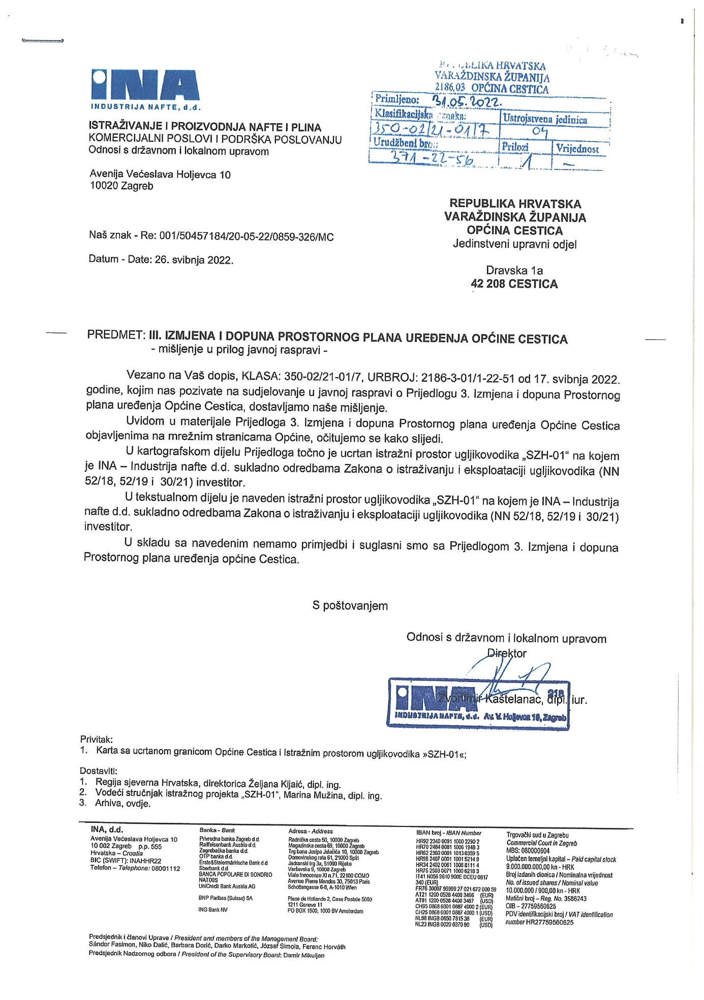 INA
INDUSTRIJA NAFTE, d.d.
ISTRAŽIVANJE I PROIZVODNJA NAFTE I PLINA
KOMERCIJALNI POSLOVI I PODRŠKA POSLOVANJU
Odnosi s državnom i lokalnom upravom
Avenija Većeslava Holjevca 10
10020 Zagreb
Naš znak - Re: 001/50457184/20-05-22/0859-326/MC
Datum - Date: 26. svibnja 2022.
HRVATSKA
VARAŽDINSKA ŽUPANIJA
2186,03 OPĆINA CESTICA
Primljeno: 31.05.2022.
Klasifikacijska Ustrojstvena jedinica
350-02/21-01/7 04
Urudžbeni Prilozi Vrijednost
371-22-56 1 –
REPUBLIKA HRVATSKA
VARAŽDINSKA ŽUPANIJA
OPĆINA CESTICA
Jedinstveni upravni odjel
Dravska 1a
42 208 CESTICA
PREDMET: III. IZMJENA I DOPUNA PROSTORNOG PLANA UREĐENJA OPĆINE CESTICA
- mišljenje u prilog javnoj raspravi -
Vezano na Vaš dopis, KLASA: 350-02/21-01/7, URBROJ: 2186-3-01/1-22-51 od 17. svibnja 2022.
godine, kojim nas pozivate na sudjelovanje u javnoj raspravi o Prijedlogu 3. Izmjena i dopuna Prostornog
plana uređenja Općine Cestica, dostavljamo naše mišljenje.
Uvidom u materijale Prijedloga 3. Izmjena i dopuna Prostornog plana uređenja Općine Cestica
objavljenima na mrežnim stranicama Općine, očitujemo se kako slijedi.
U kartografskom dijelu Prijedloga točno je ucrtan istražni prostor ugljikovodika „SZH-01“ na kojem
je INA – Industrija nafte d.d. sukladno odredbama Zakona o istraživanju i eksploataciji ugljikovodika (NN
52/18, 52/19 i 30/21) investitor.
U tekstualnom dijelu je naveden istražni prostor ugljikovodika „SZH-01“ na kojem je INA – Industrija
nafte d.d. sukladno odredbama Zakona o istraživanju i eksploataciji ugljikovodika (NN 52/18, 52/19 i 30/21)
investitor.
U skladu sa navedenim nemamo primjedbi i suglasni smo sa Prijedlogom 3. Izmjena i dopuna
Prostornog plana uređenja općine Cestica.
S poštovanjem
Odnosi s državnom i lokalnom upravom
Direktor
Zvonimir Kaštelanac, dipl. iur.
INA 218
INDUSTRIJA NAFTE, d.d. Av. V. Holjevca 10, Zagreb
Privitak:
1. Karta sa ucrtanom granicom Općine Cestica i Istražnim prostorom ugljikovodika »SZH-01«;
Dostaviti:
1. Regija sjeverna Hrvatska, direktorica Željana Kljaić, dipl. ing.
2. Vodeći stručnjak istražnog projekta „SZH-01“, Marina Mužina, dipl. ing.
3. Arhiva, ovdje.
INA, d.d.
Avenija Većeslava Holjevca 10
10 002 Zagreb p.p. 555
Hrvatska – Croatia
BIC (SWIFT): INAHHR22
Telefon – Telephone: 08001112
Banka - Bank
Privredna banka Zagreb d.d.
Raiffeisenbank Austria d.d.
Zagrebačka banka d.d.
OTP banka d.d.
Erste&Steiermärkische Bank d.d
Sberbank d.d.
BANCA POPOLARE DI SONDRIO
NATIXIS
UniCredit Bank Austria AG
BNP Paribas (Suisse) SA
ING Bank NV
Adresa - Address
Radnička cesta 50, 10000 Zagreb
Magazinska cesta 69, 10000 Zagreb
Trg bana Josipa Jelačića 10, 10000 Zagreb
Domovinskog rata 61, 21000 Split
Jadranski trg 3a, 51000 Rijeka
Varšavska 9, 10000 Zagreb
Viale Innocenzo XI n.71, 22100 COMO
Avenue Pierre Mendes 30, 75013 Paris
Schottengasse 6-8, A-1010 Wien
Place de Hollande 2, Case Postale 5060
1211 Geneve 11
PO BOX 1800, 1000 BV Amsterdam
IBAN broj - IBAN Number
HR92 2340 0091 1000 2290 2
HR70 2484 0081 1006 1948 3
HR62 2360 0001 1013 0359 5
HR96 2407 0001 1001 5214 9
HR34 2402 0061 1008 8111 4
HR75 2503 0071 1000 6218 3
IT41 N056 9610 900E DCEU 0817
340 (EUR)
FR76 30007 99999 27 021 672 000 59
AT21 1200 0528 4400 3466 (EUR)
AT91 1200 0528 4400 3467 (USD)
CH95 0868 6001 0887 4000 2 (EUR)
CH25 0868 6001 0887 4000 1 (USD)
NL98 INGB 0650 7815 38 (EUR)
NL23 INGB 0020 0370 90 (USD)
Trgovački sud u Zagrebu
Commercial Court in Zagreb
MBS: 080000604
Uplaćen temeljni kapital – Paid capital stock
9.000.000.000,00 kn - HRK
Broj izdanih dionica / Nominalna vrijednost
No. of issued shares / Nominal value
10.000.000 / 900,00 kn - HRK
Matični broj – Reg. No. 3586243
OIB – 27759560625
PDV identifikacijski broj / VAT identification
number HR27759560625
Predsjednik i članovi Uprave / President and members of the Management Board:
Sándor Fasimon, Niko Dalić, Barbara Dorić, Darko Markotić, József Simola, Ferenc Horváth
Predsjednik Nadzornog odbora / President of the Supervisory Board: Damir Mikuljan